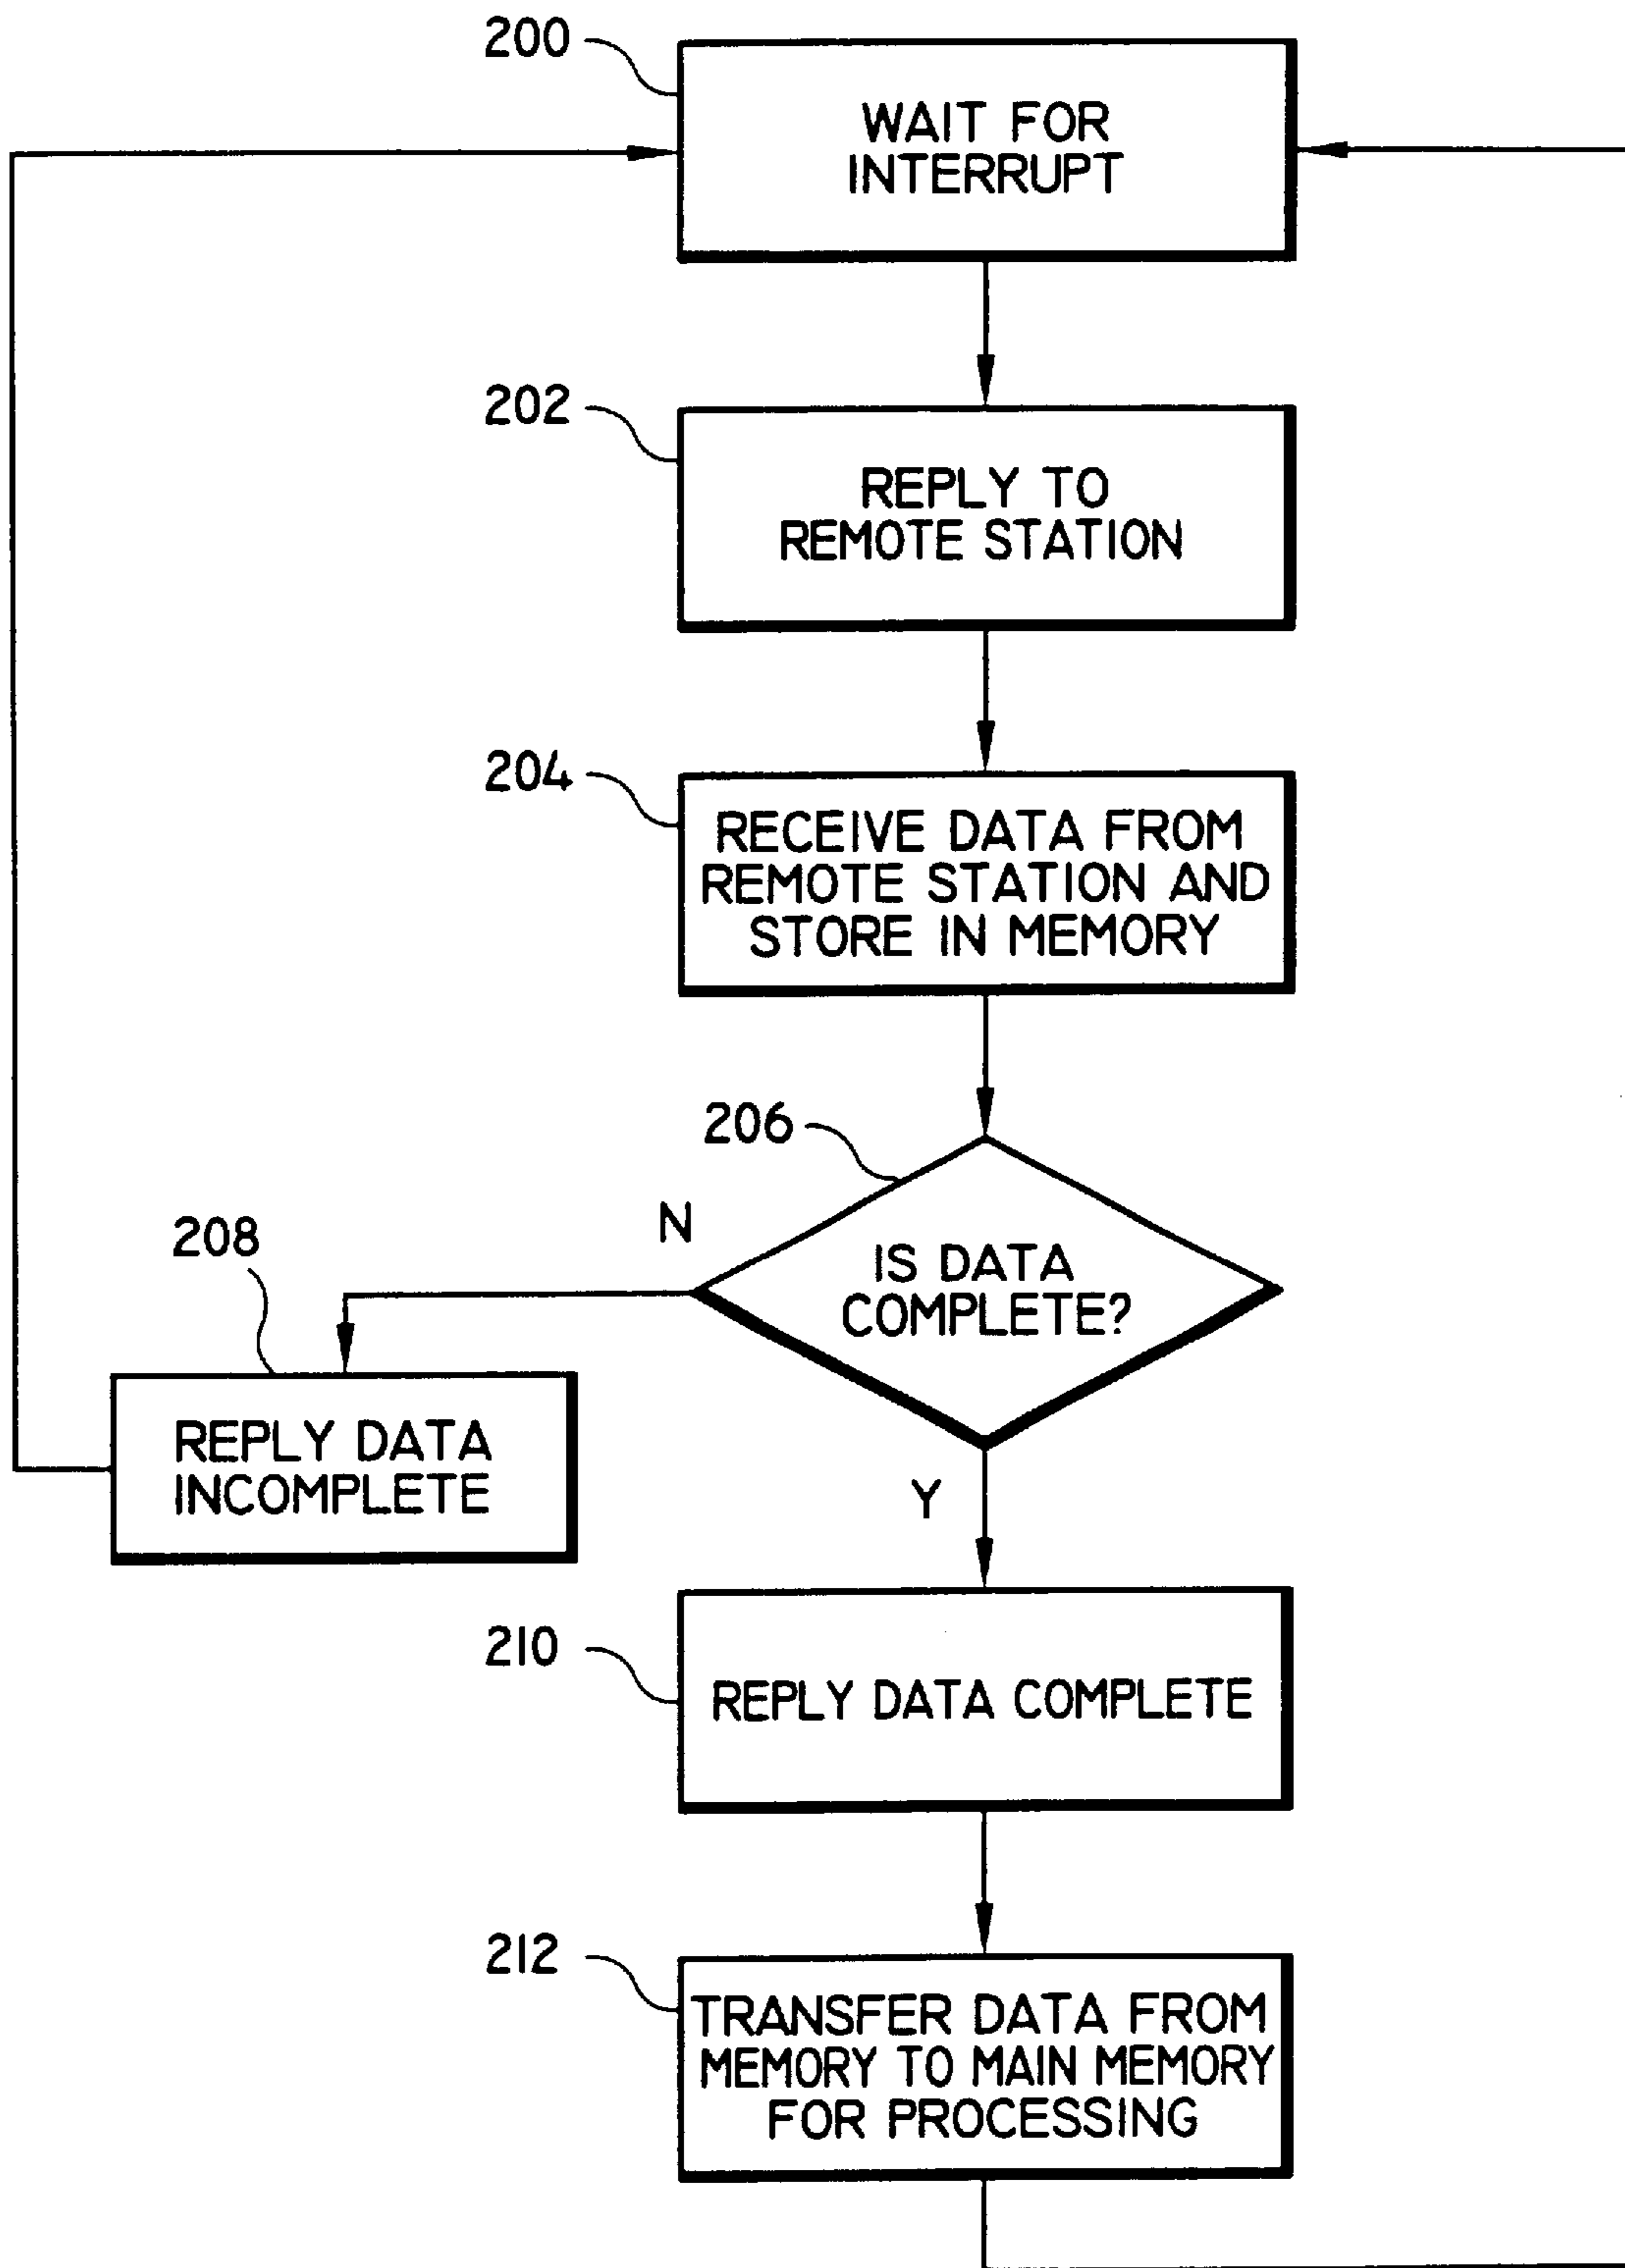 200
WAIT FOR
INTERRUPT
202
REPLY TO
REMOTE STATION
204
RECEIVE DATA FROM
REMOTE STATION AND
STORE IN MEMORY
206
N
IS DATA
COMPLETE?
208
REPLY DATA
INCOMPLETE
Y
210
REPLY DATA COMPLETE
212
TRANSFER DATA FROM
MEMORY TO MAIN MEMORY
FOR PROCESSING